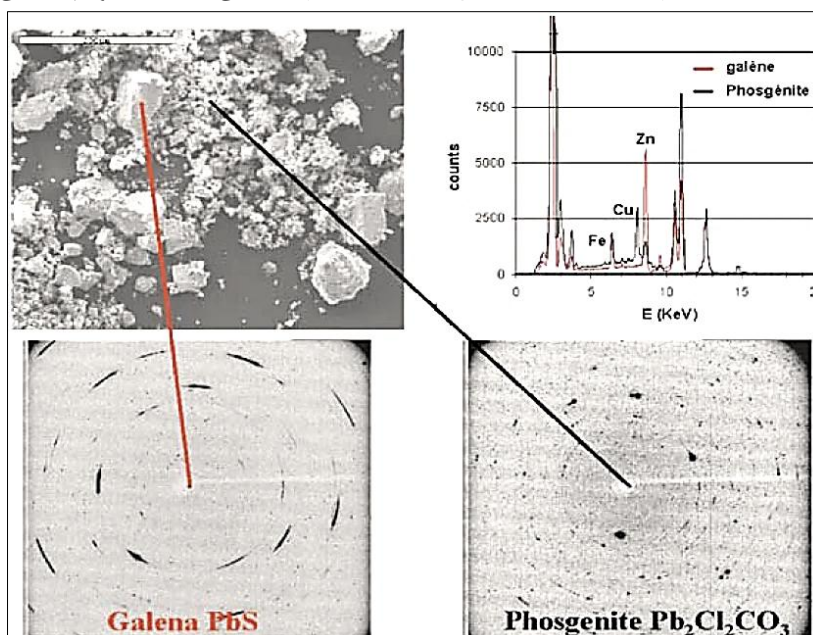 10000
galène
Phosgénite
7500
Zn
counts
5000
Cu
2500
Fe
0
0 5 10 15
E (KeV)
Galena PbS
Phosgenite Pb₂Cl₂CO₃